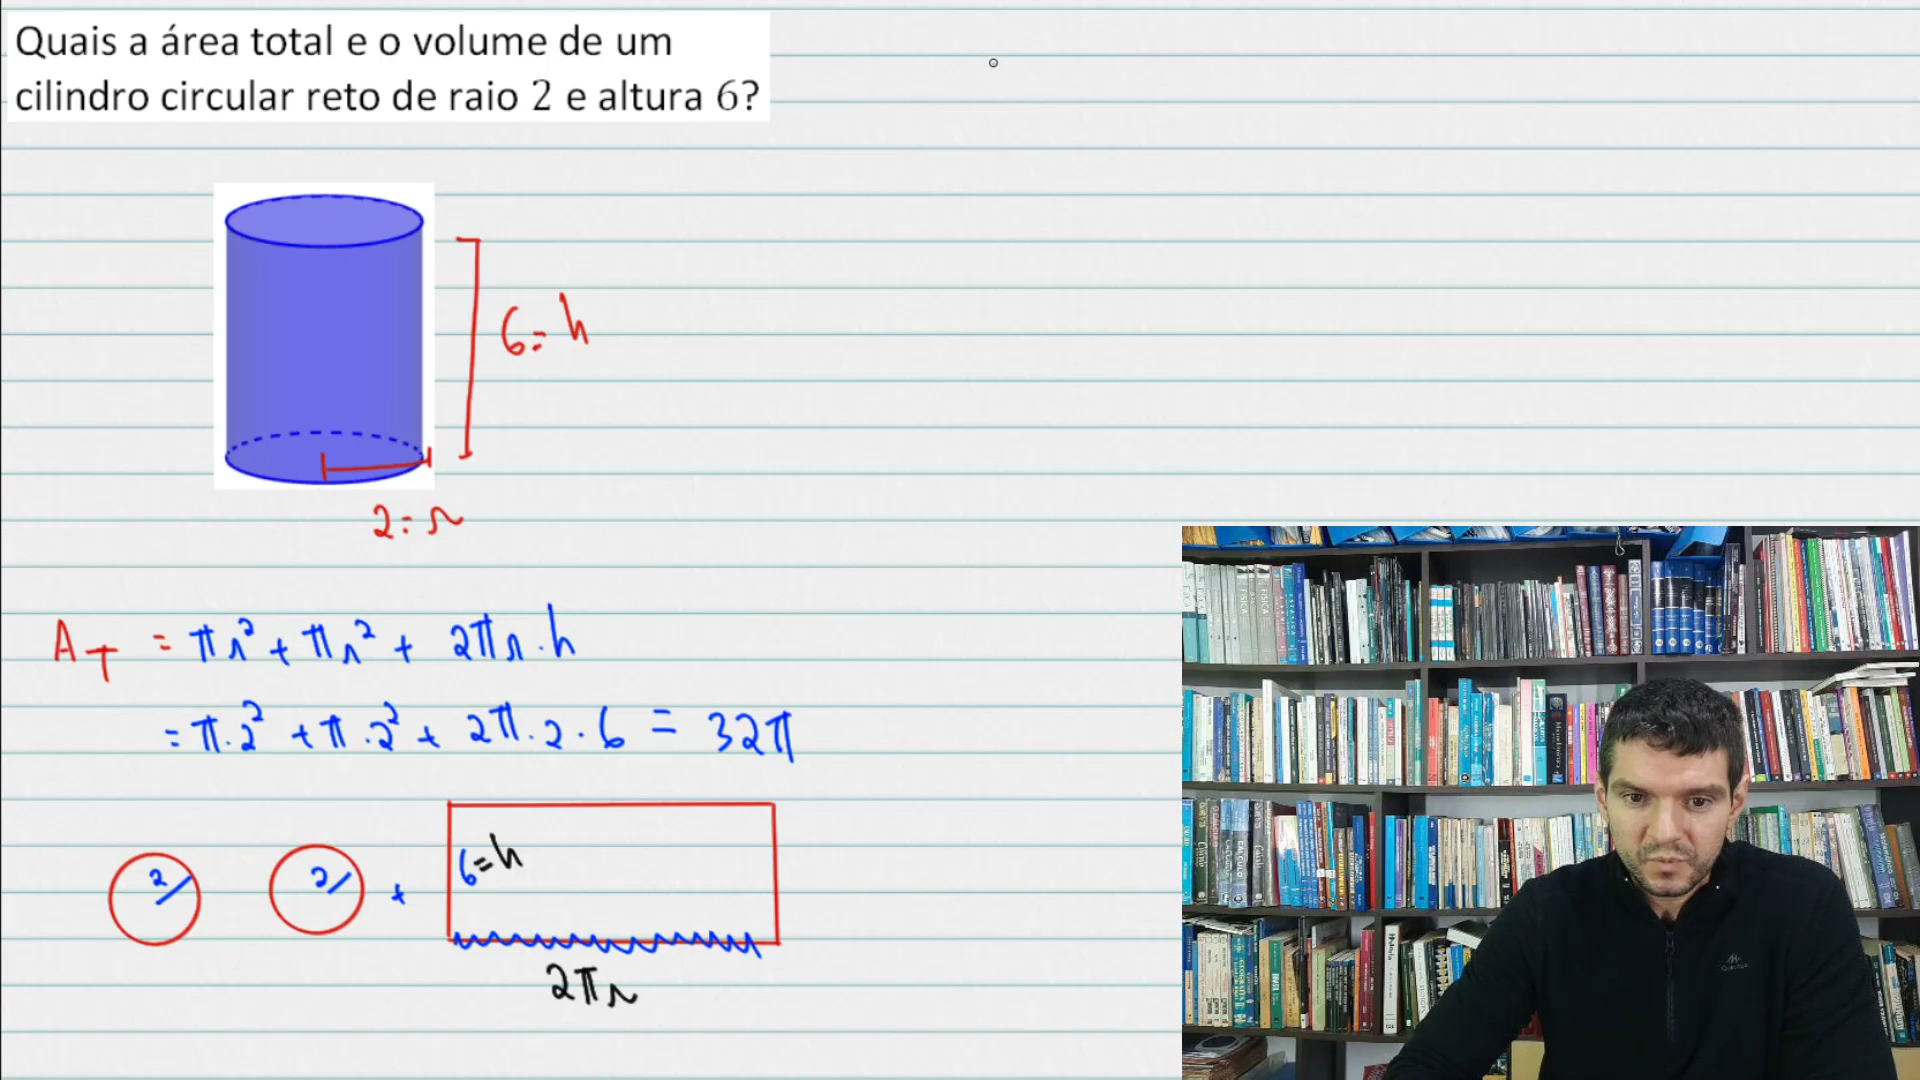 Quais a área total e o volume de um
cilindro circular reto de raio 2 e altura 6?
6 = h
2 = r
A_T = πr² + πr² + 2πr · h
= π.2² + π.2² + 2π.2.6 = 32π
2 2 + 6=h
2πr